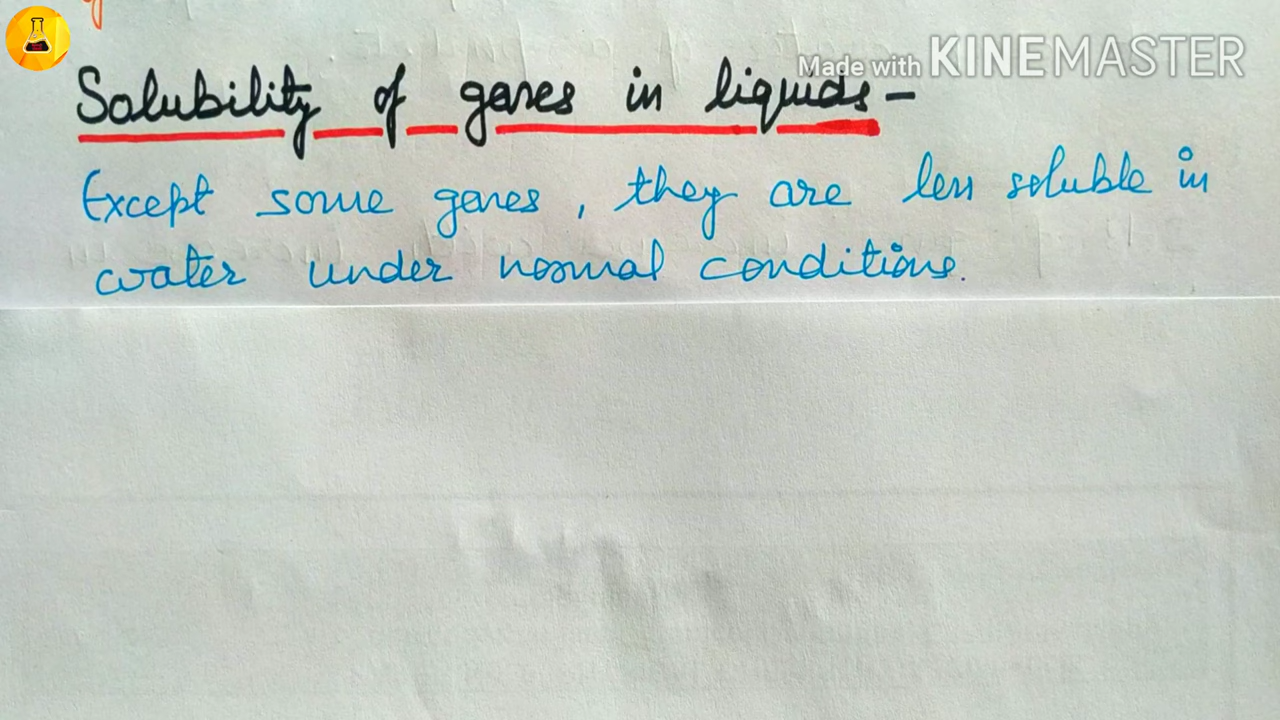 Made with KINEMASTER
Solubility of gases in liquids -
Except some gases, they are less soluble in
water under normal conditions.